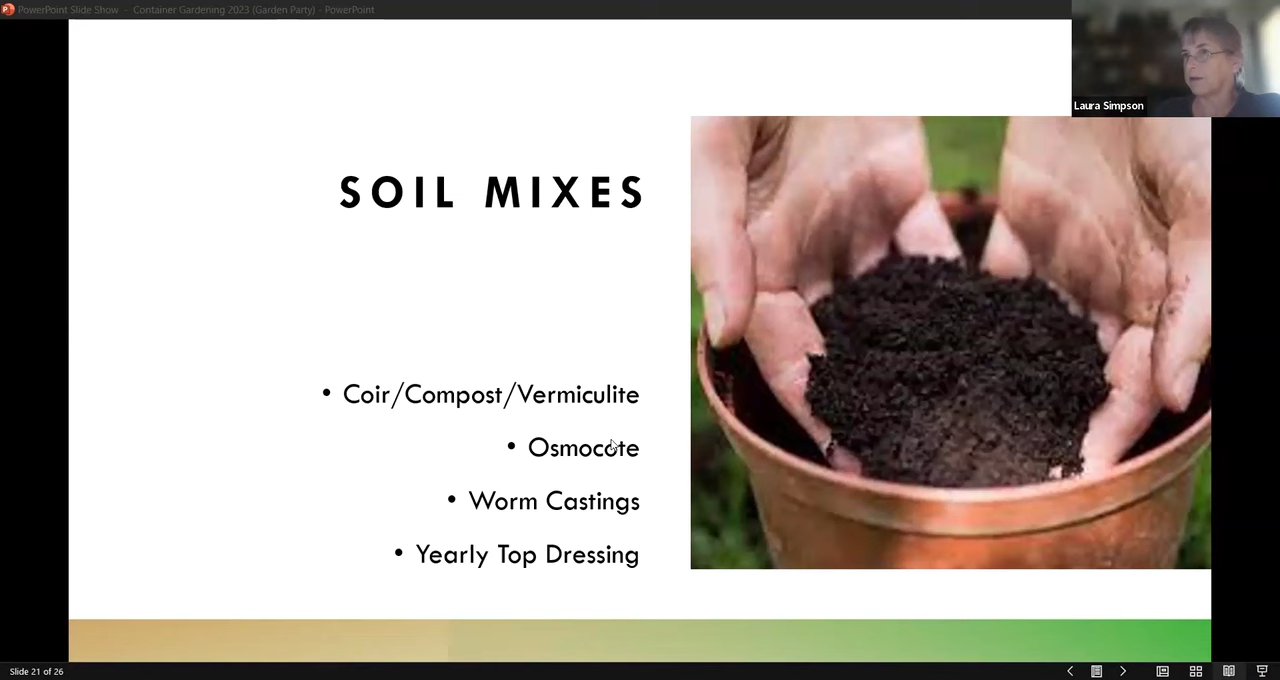 PowerPoint Slide Show - Container Gardening 2023 (Garden Party) - PowerPoint
Laura Simpson
SOIL MIXES
• Coir/Compost/Vermiculite
• Osmocote
• Worm Castings
• Yearly Top Dressing
Slide 21 of 26